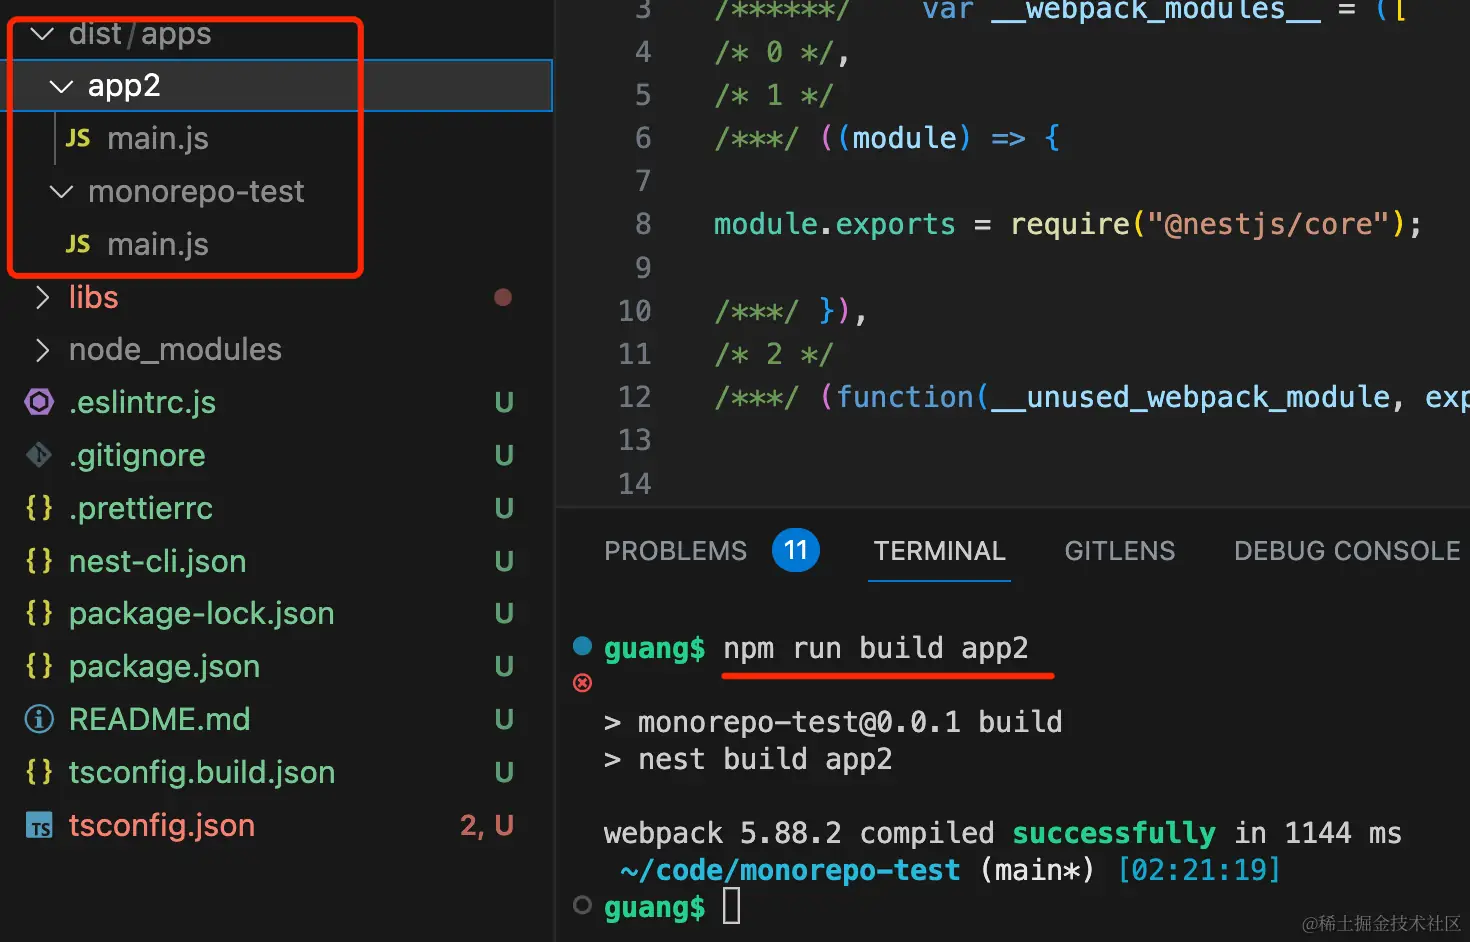 dist/apps
app2
JS main.js
monorepo-test
JS main.js
libs
node_modules
.eslintrc.js U
.gitignore U
{} .prettierrc U
{} nest-cli.json U
{} package-lock.json U
{} package.json U
README.md U
{} tsconfig.build.json U
TS tsconfig.json 2, U
3 /******/ var __webpack_modules__ = ([
4 /* 0 */,
5 /* 1 */
6 /***/ ((module) => {
7
8 module.exports = require("@nestjs/core");
9
10 /***/ }),
11 /* 2 */
12 /***/ (function(__unused_webpack_module, exp
13
14
PROBLEMS 11 TERMINAL GITLENS DEBUG CONSOLE
guang$ npm run build app2
> monorepo-test@0.0.1 build
> nest build app2
webpack 5.88.2 compiled successfully in 1144 ms
~/code/monorepo-test (main*) [02:21:19]
guang$
@稀土掘金技术社区